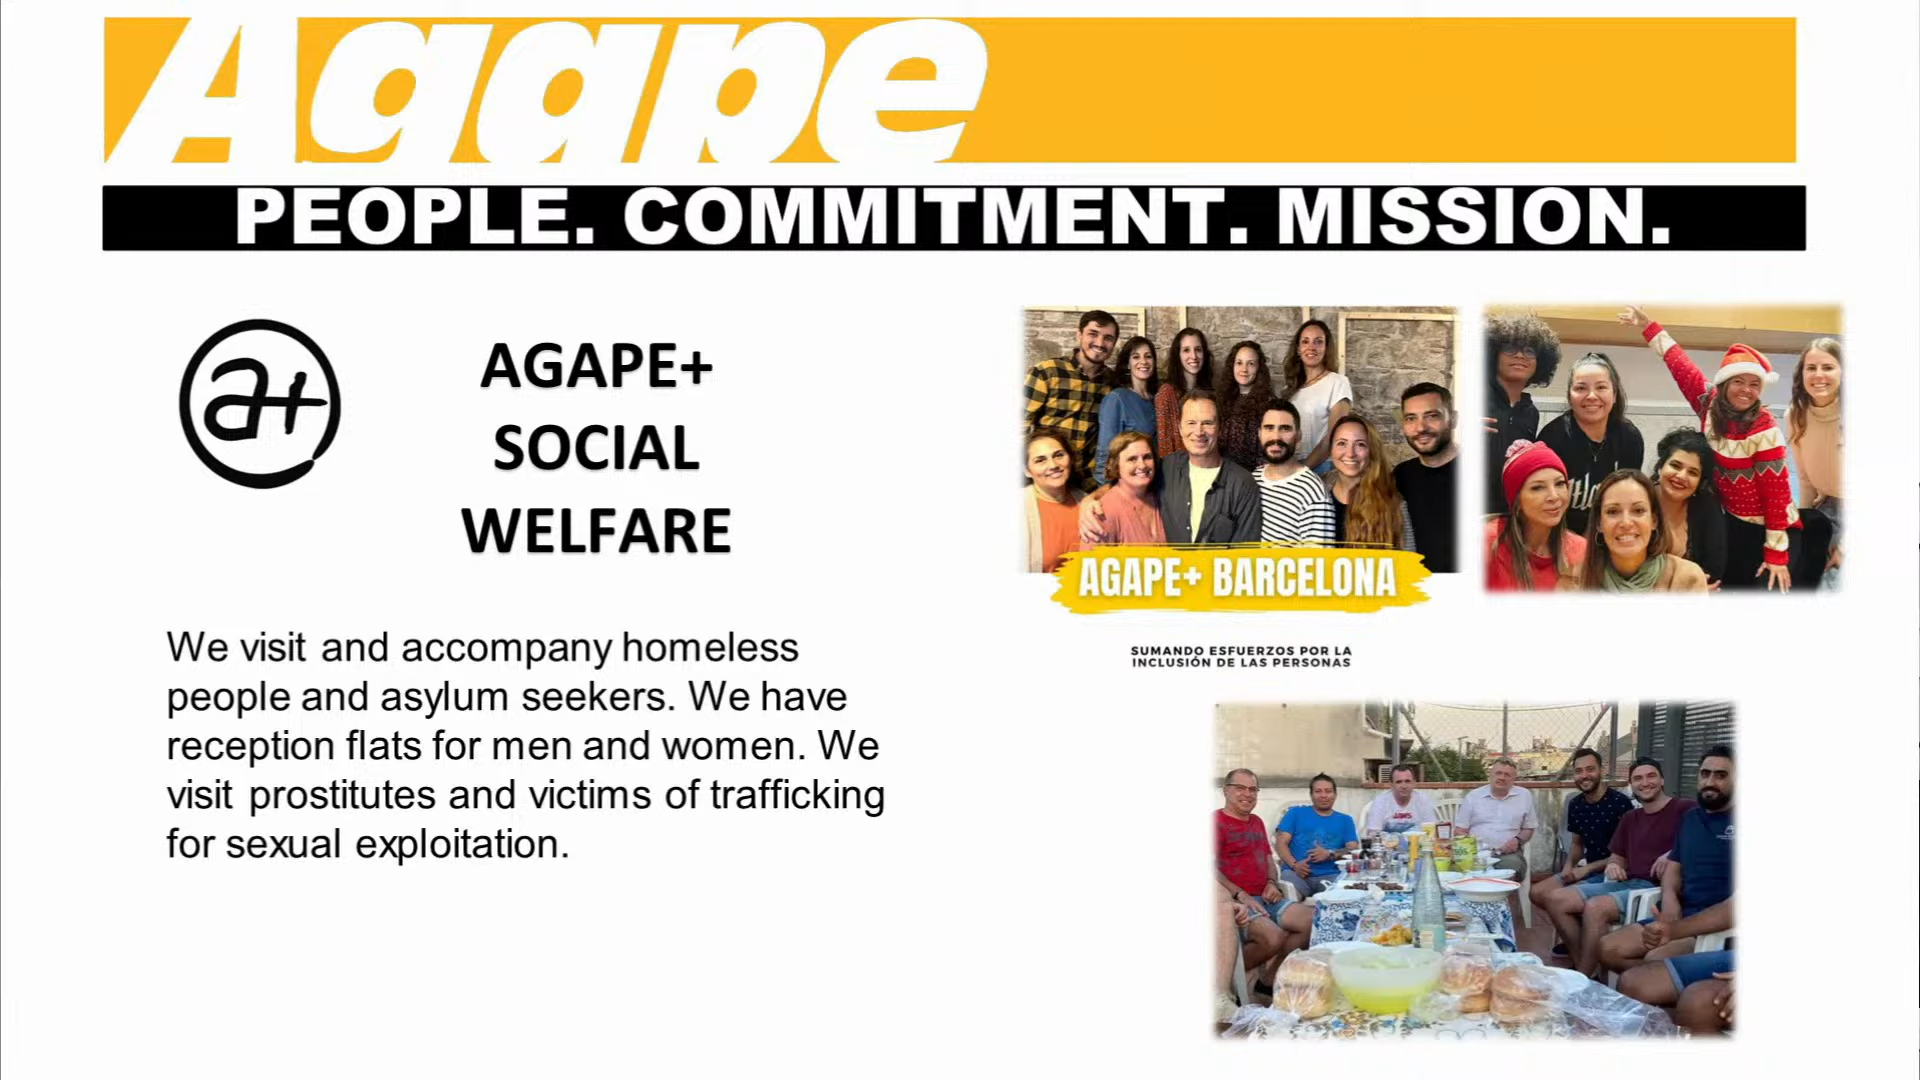 Agape
PEOPLE. COMMITMENT. MISSION.
a+
AGAPE+
SOCIAL
WELFARE
We visit and accompany homeless
people and asylum seekers. We have
reception flats for men and women. We
visit prostitutes and victims of trafficking
for sexual exploitation.
AGAPE+ BARCELONA
SUMANDO ESFUERZOS POR LA
INCLUSIÓN DE LAS PERSONAS